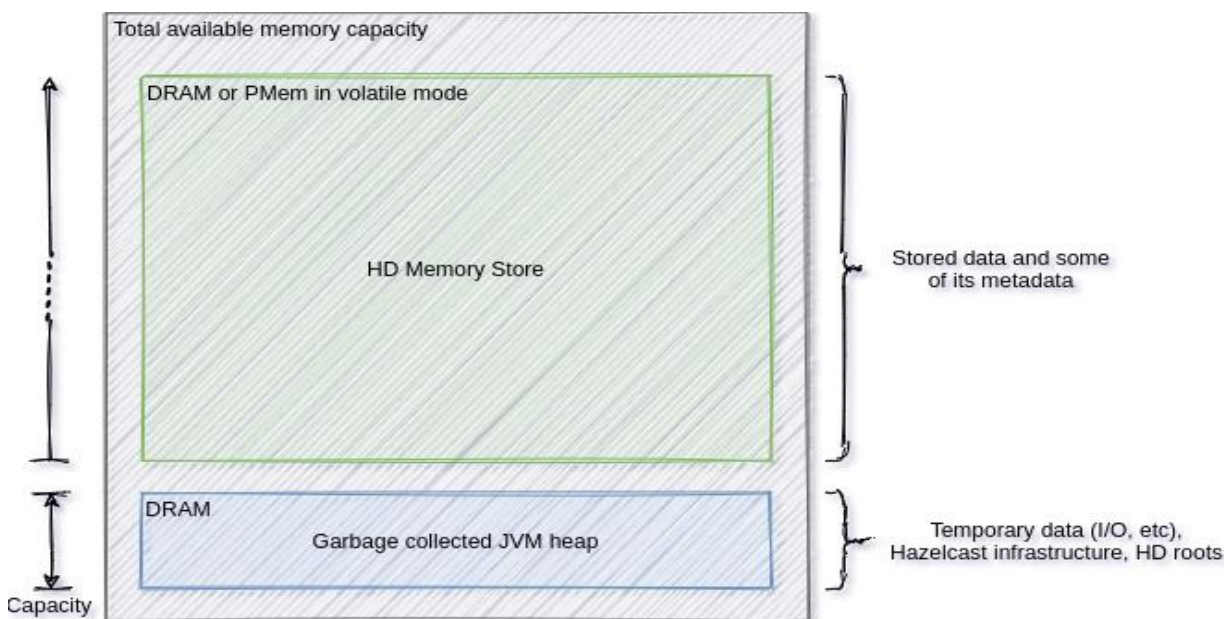 Total available memory capacity
DRAM or PMem in volatile mode
HD Memory Store
Stored data and some
of its metadata
DRAM
Garbage collected JVM heap
Temporary data (I/O, etc),
Hazelcast infrastructure, HD roots
Capacity